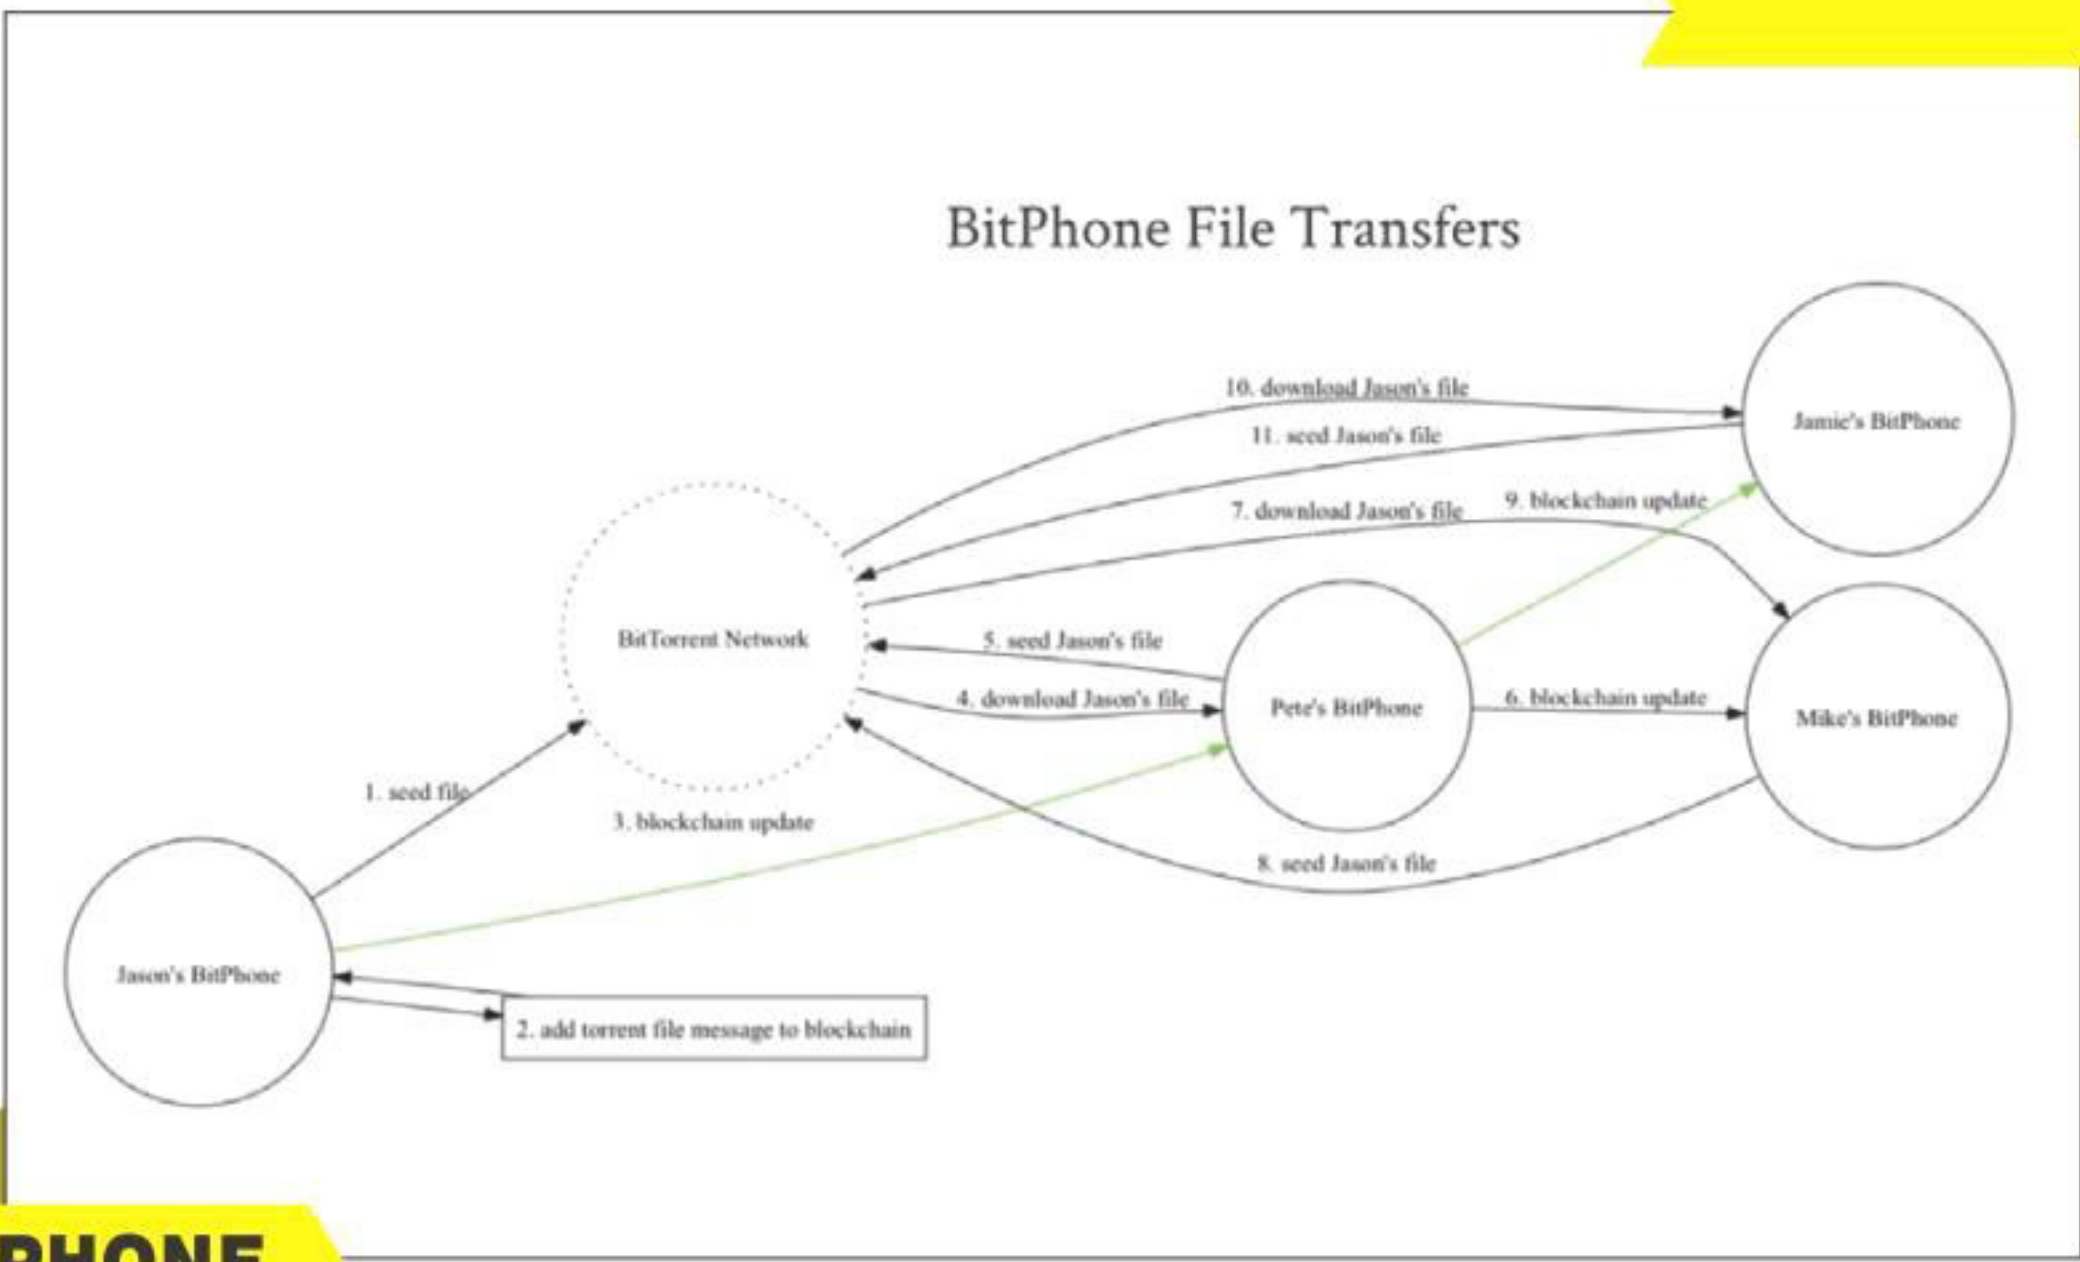 BitPhone File Transfers
10. download Jason's file
11. seed Jason's file
Jamie's BitPhone
9. blockchain update
7. download Jason's file
BitTorrent Network
5. seed Jason's file
4. download Jason's file
Pete's BitPhone
6. blockchain update
Mike's BitPhone
1. seed file
3. blockchain update
8. seed Jason's file
Jason's BitPhone
2. add torrent file message to blockchain
PHONE